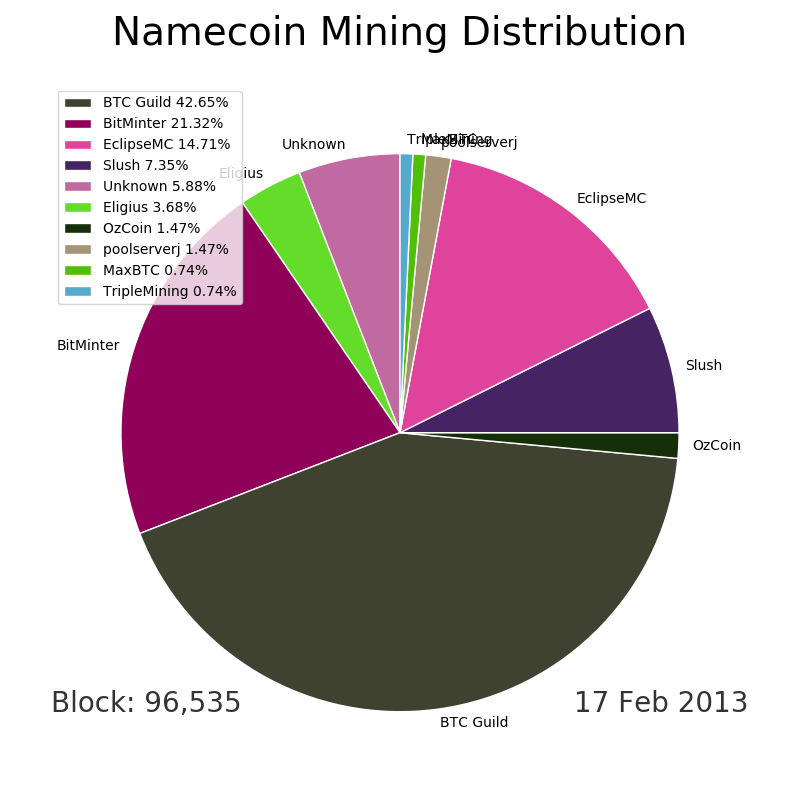 Namecoin Mining Distribution
BTC Guild 42.65%
BitMinter 21.32%
EclipseMC 14.71%
Slush 7.35%
Unknown 5.88%
Eligius 3.68%
OzCoin 1.47%
poolserverj 1.47%
MaxBTC 0.74%
TripleMining 0.74%
TripleMining
MaxBTC
poolserverj
Unknown
Eligius
EclipseMC
BitMinter
Slush
OzCoin
BTC Guild
Block: 96,535
17 Feb 2013